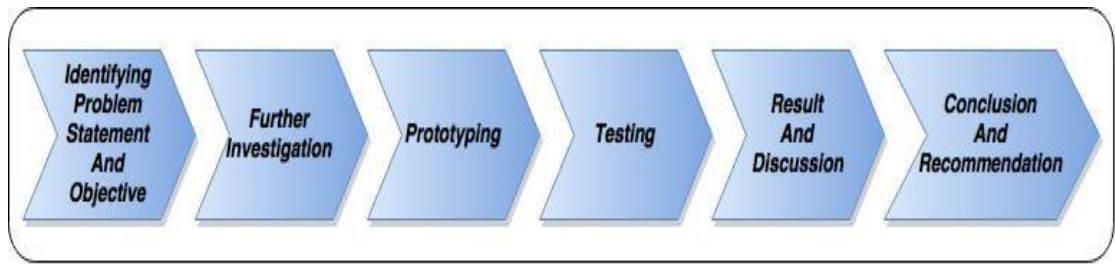 Identifying
Problem
Statement
And
Objective
Further
Investigation
Prototyping
Testing
Result
And
Discussion
Conclusion
And
Recommendation